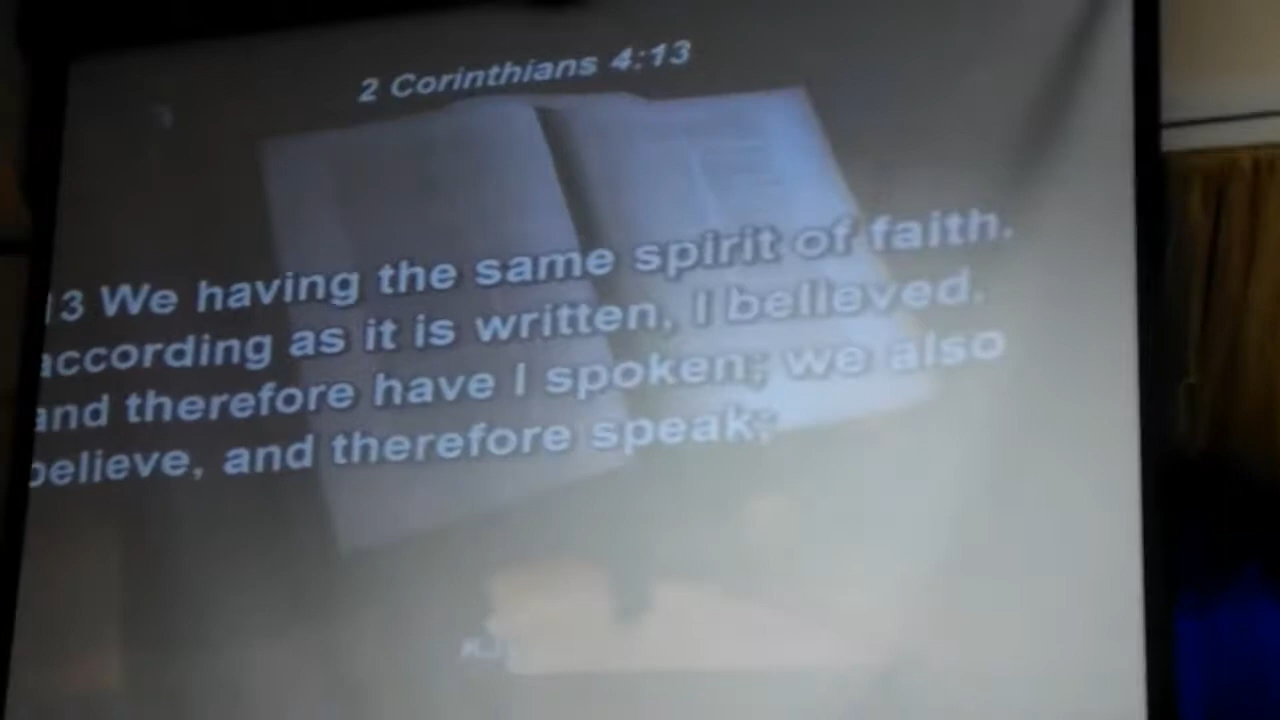 2 Corinthians 4:13
13 We having the same spirit of faith,
according as it is written, I believed,
and therefore have I spoken; we also
believe, and therefore speak;